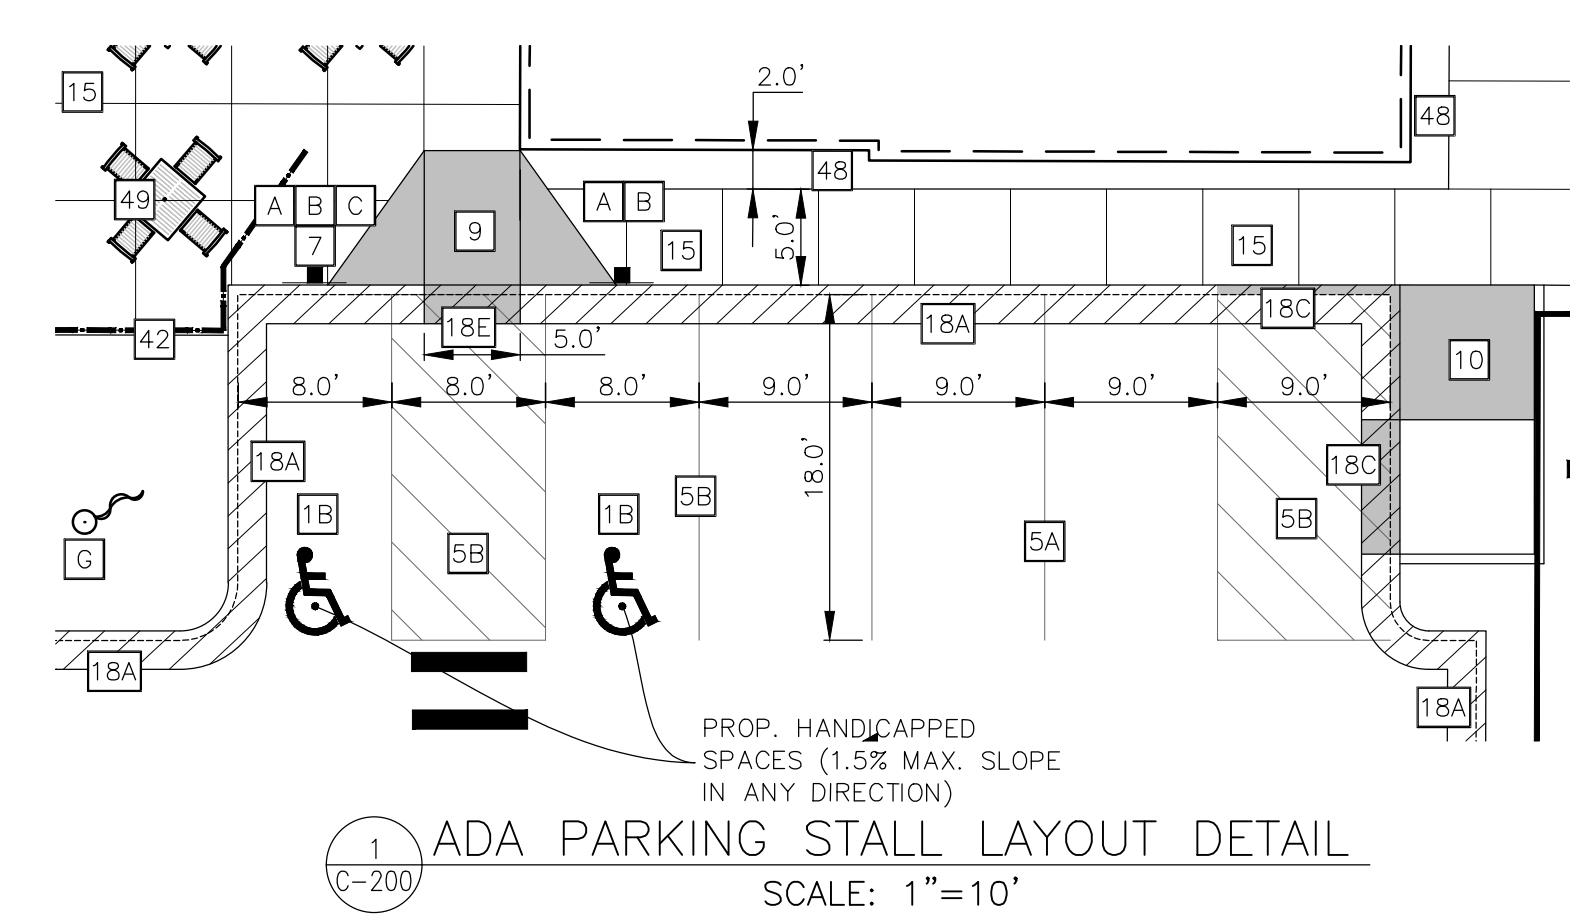 2.0'
15
48
48
49
A B C
A B
9
7
15
5.0'
15
18C
18E
18A
5.0'
42
10
8.0'
8.0'
8.0'
9.0'
9.0'
9.0'
9.0'
18.0'
18A
18C
5B
1B
1B
5B
5A
5B
G
18A
18A
PROP. HANDICAPPED
SPACES (1.5% MAX. SLOPE
IN ANY DIRECTION)
1
C-200
ADA PARKING STALL LAYOUT DETAIL
SCALE: 1"=10'